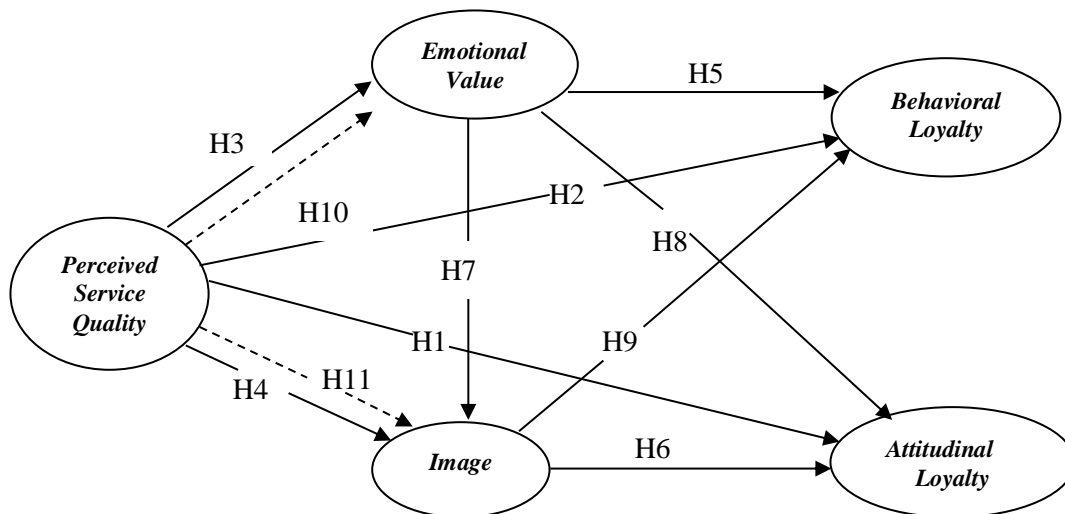 Emotional
Value
H5
Behavioral
Loyalty
H3
H10
H2
H8
Perceived
Service
Quality
H7
H1
H9
H11
H4
Image
H6
Attitudinal
Loyalty